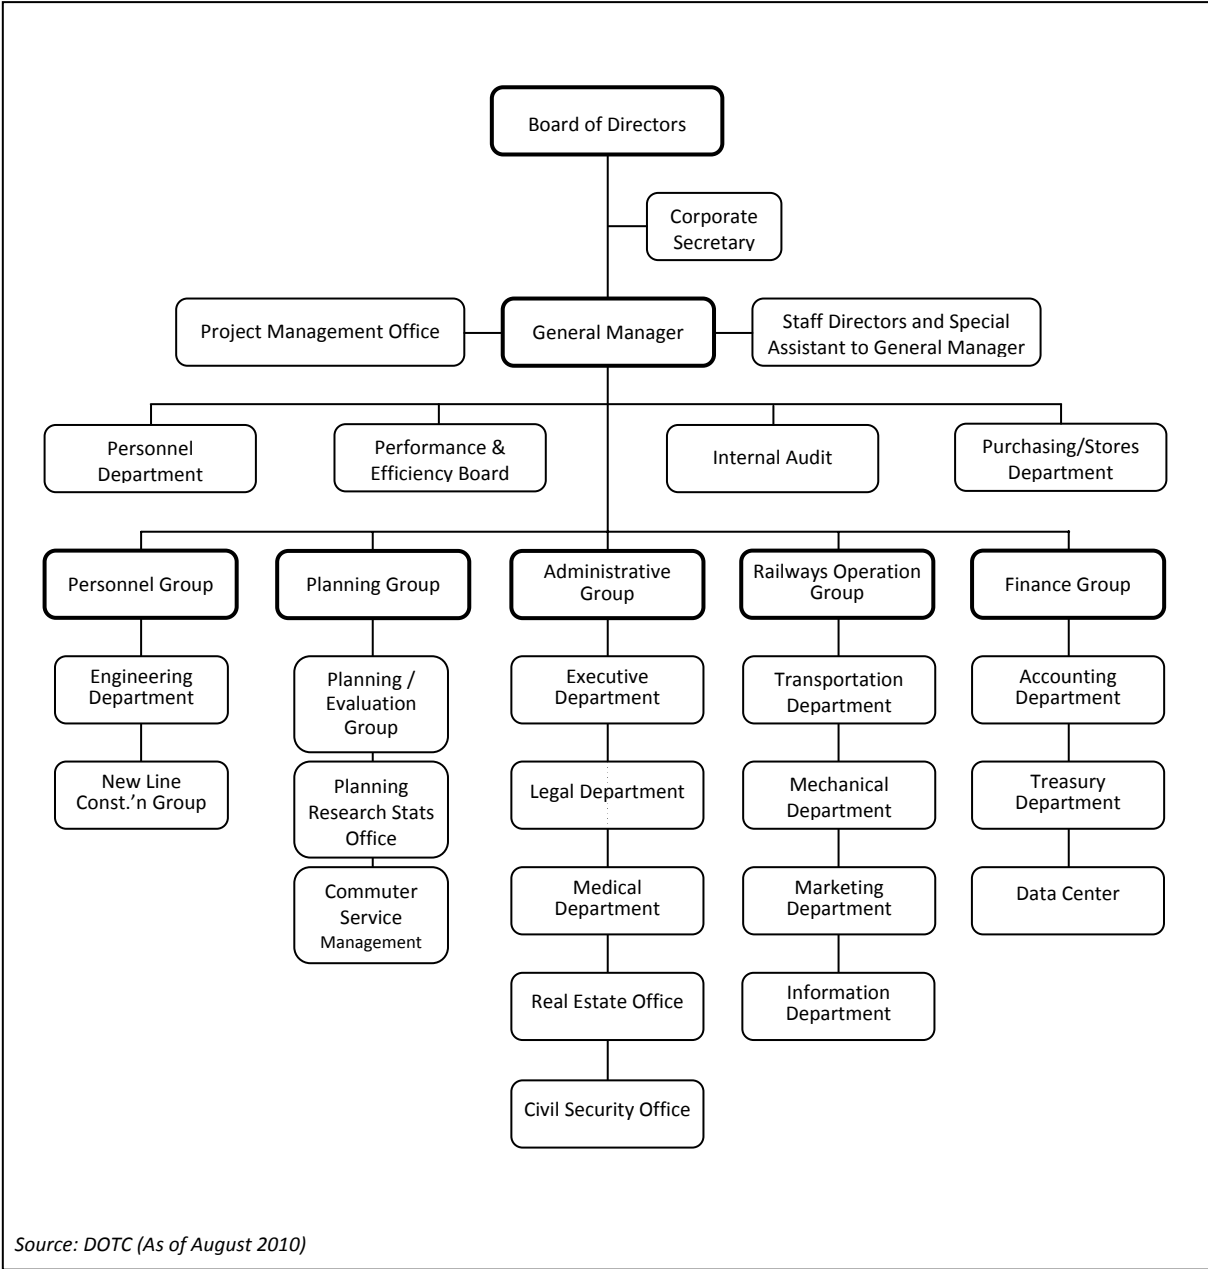 Board of Directors
Corporate
Secretary
Project Management Office
General Manager
Staff Directors and Special
Assistant to General Manager
Personnel
Department
Performance &
Efficiency Board
Internal Audit
Purchasing/Stores
Department
Personnel Group
Planning Group
Administrative
Group
Railways Operation
Group
Finance Group
Engineering
Department
Planning /
Evaluation
Group
Executive
Department
Transportation
Department
Accounting
Department
New Line
Const.'n Group
Planning
Research Stats
Office
Legal Department
Mechanical
Department
Treasury
Department
Commuter
Service
Management
Medical
Department
Marketing
Department
Data Center
Real Estate Office
Information
Department
Civil Security Office
Source: DOTC (As of August 2010)